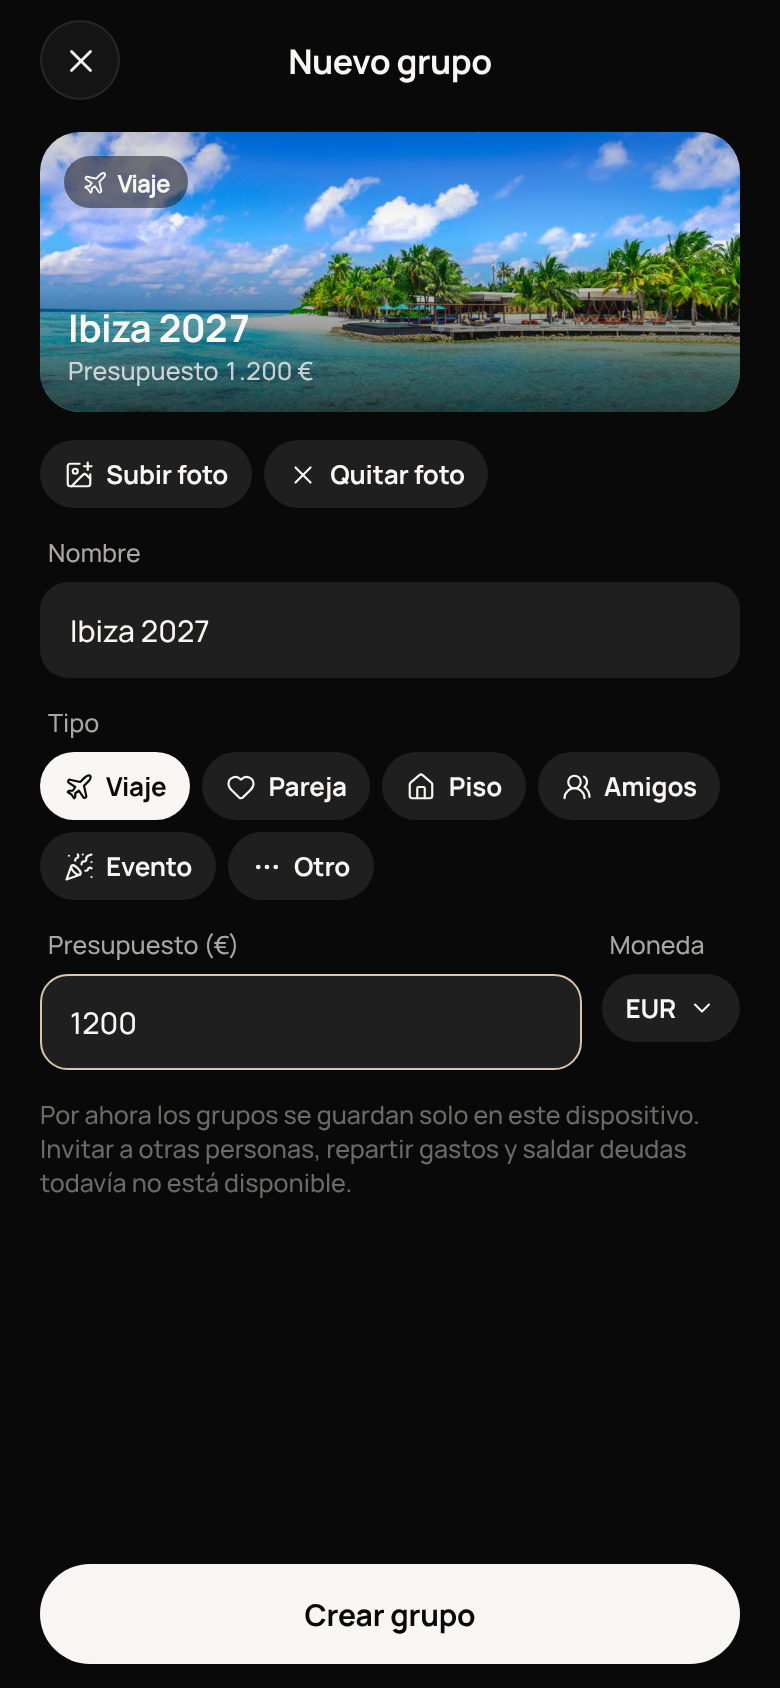 Nuevo grupo
Viaje
Ibiza 2027
Presupuesto 1.200 €
Subir foto
Quitar foto
Nombre
Ibiza 2027
Tipo
Viaje
Pareja
Piso
Amigos
Evento
Otro
Presupuesto (€)
Moneda
1200
EUR
Por ahora los grupos se guardan solo en este dispositivo.
Invitar a otras personas, repartir gastos y saldar deudas
todavía no está disponible.
Crear grupo